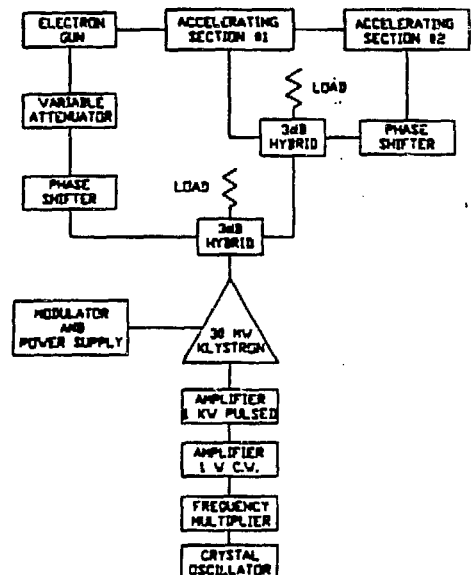 ELECTRON
GUN
ACCELERATING
SECTION #1
ACCELERATING
SECTION #2
LOAD
VARIABLE
ATTENUATOR
3dB
HYBRID
PHASE
SHIFTER
PHASE
SHIFTER
LOAD
3dB
HYBRID
MODULATOR
AND
POWER SUPPLY
30 MW
KLYSTRON
AMPLIFIER
1 KW PULSED
AMPLIFIER
1 W C.W.
FREQUENCY
MULTIPLIER
CRYSTAL
OSCILLATOR